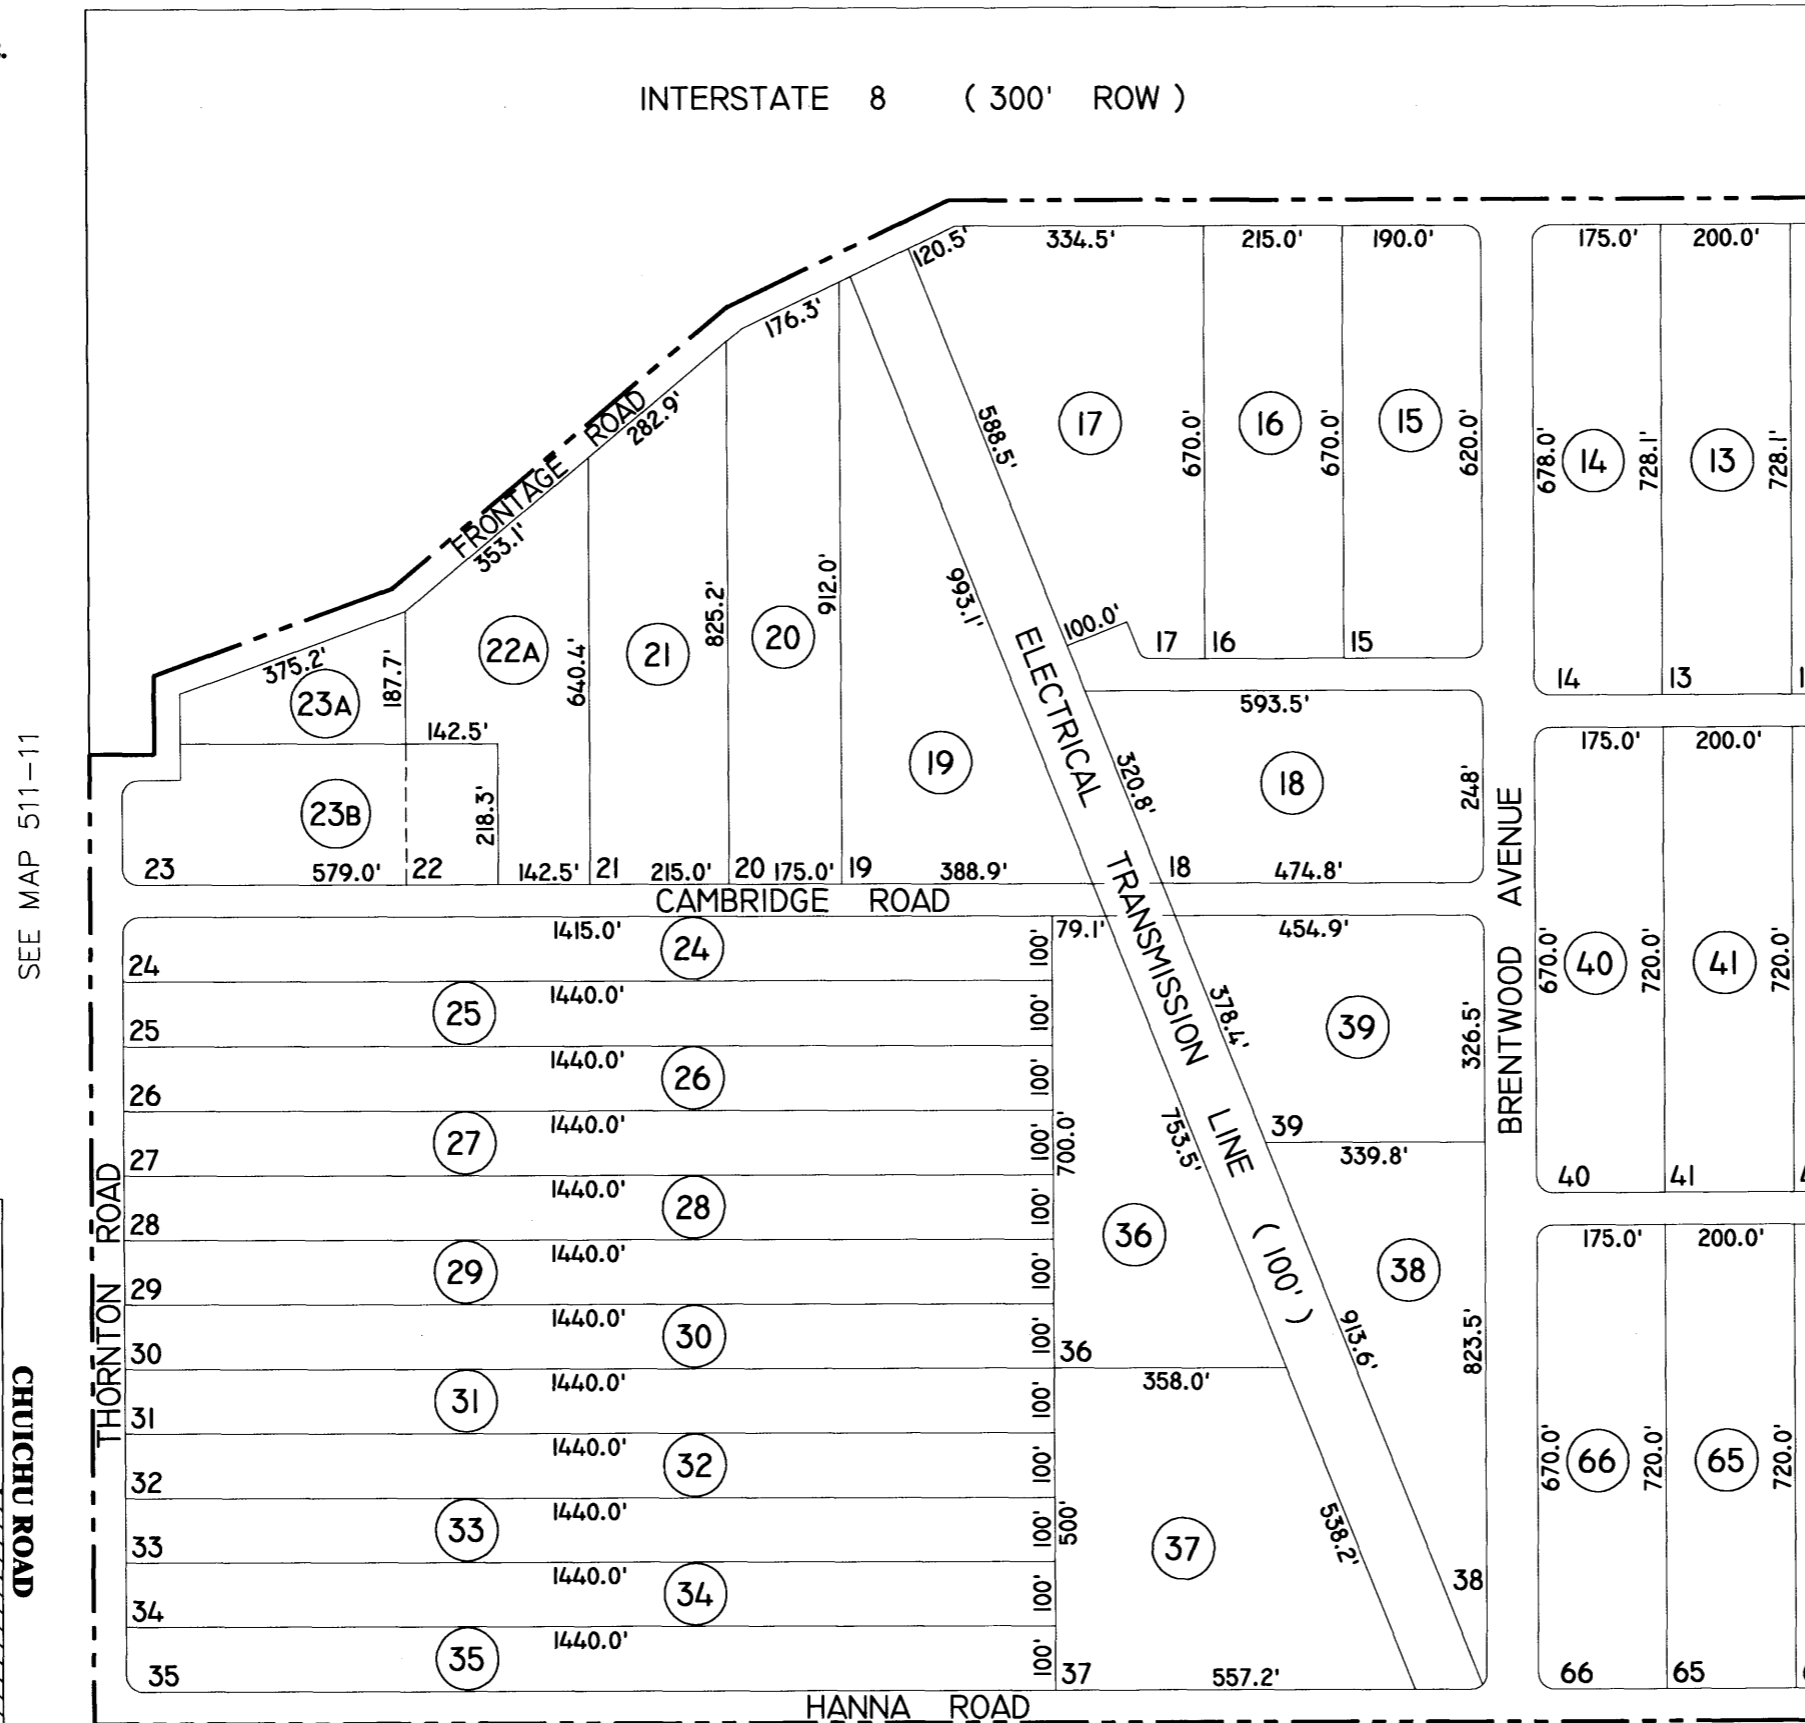 INTERSTATE 8 ( 300' ROW )
120.5' 334.5' 215.0' 190.0' 175.0' 200.0'
176.3'
FRONTAGE ROAD
282.9'
353.1'
375.2'
588.5' 17 670.0' 16 670.0' 15 620.0' 678.0' 14 728.1' 13 728.1'
993.1'
100.0' 17 16 15 14 13
23A 187.7' 22A 640.4' 21 825.2' 20 912.0'
142.5'
593.5' 175.0' 200.0'
19 320.8' 18 248'
23B 218.3'
23 579.0' 22 142.5' 21 215.0' 20 175.0' 19 388.9' 18 474.8'
CAMBRIDGE ROAD
ELECTRICAL TRANSMISSION LINE ( 100' )
BRENTWOOD AVENUE
SEE MAP 511-11
THORNTON ROAD
CHUICHU ROAD
24 1415.0' 24 100' 79.1' 454.9'
25 25 1440.0' 100' 378.4' 39 326.5' 670.0' 40 720.0' 41 720.0'
26 1440.0' 26 100'
27 27 1440.0' 100' 700.0' 753.5' 39 339.8' 40 41
28 1440.0' 28 100' 36
29 29 1440.0' 100' 38 175.0' 200.0'
30 1440.0' 30 100' 36 913.6' 823.5'
31 31 1440.0' 100' 358.0'
32 1440.0' 32 100' 670.0' 66 720.0' 65 720.0'
33 33 1440.0' 100' 500' 37 538.2'
34 1440.0' 34 100' 38
35 35 1440.0' 100' 37 557.2' 66 65
HANNA ROAD